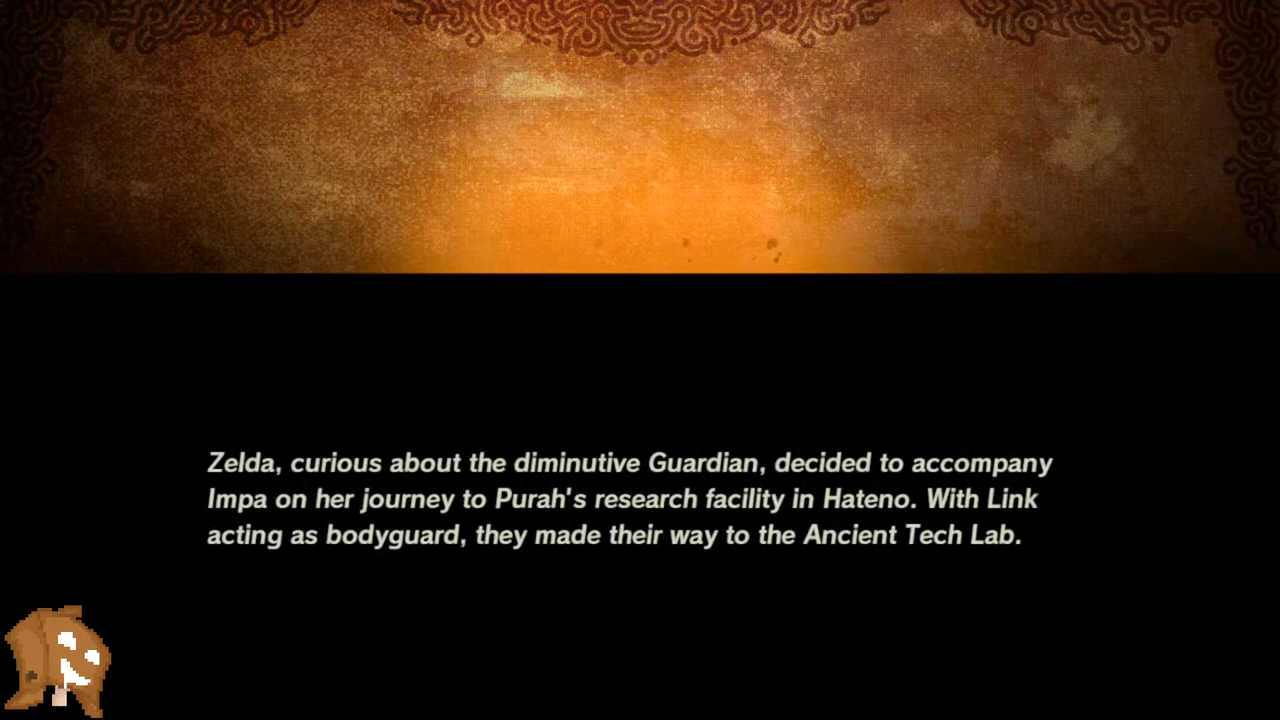 Zelda, curious about the diminutive Guardian, decided to accompany
Impa on her journey to Purah's research facility in Hateno. With Link
acting as bodyguard, they made their way to the Ancient Tech Lab.